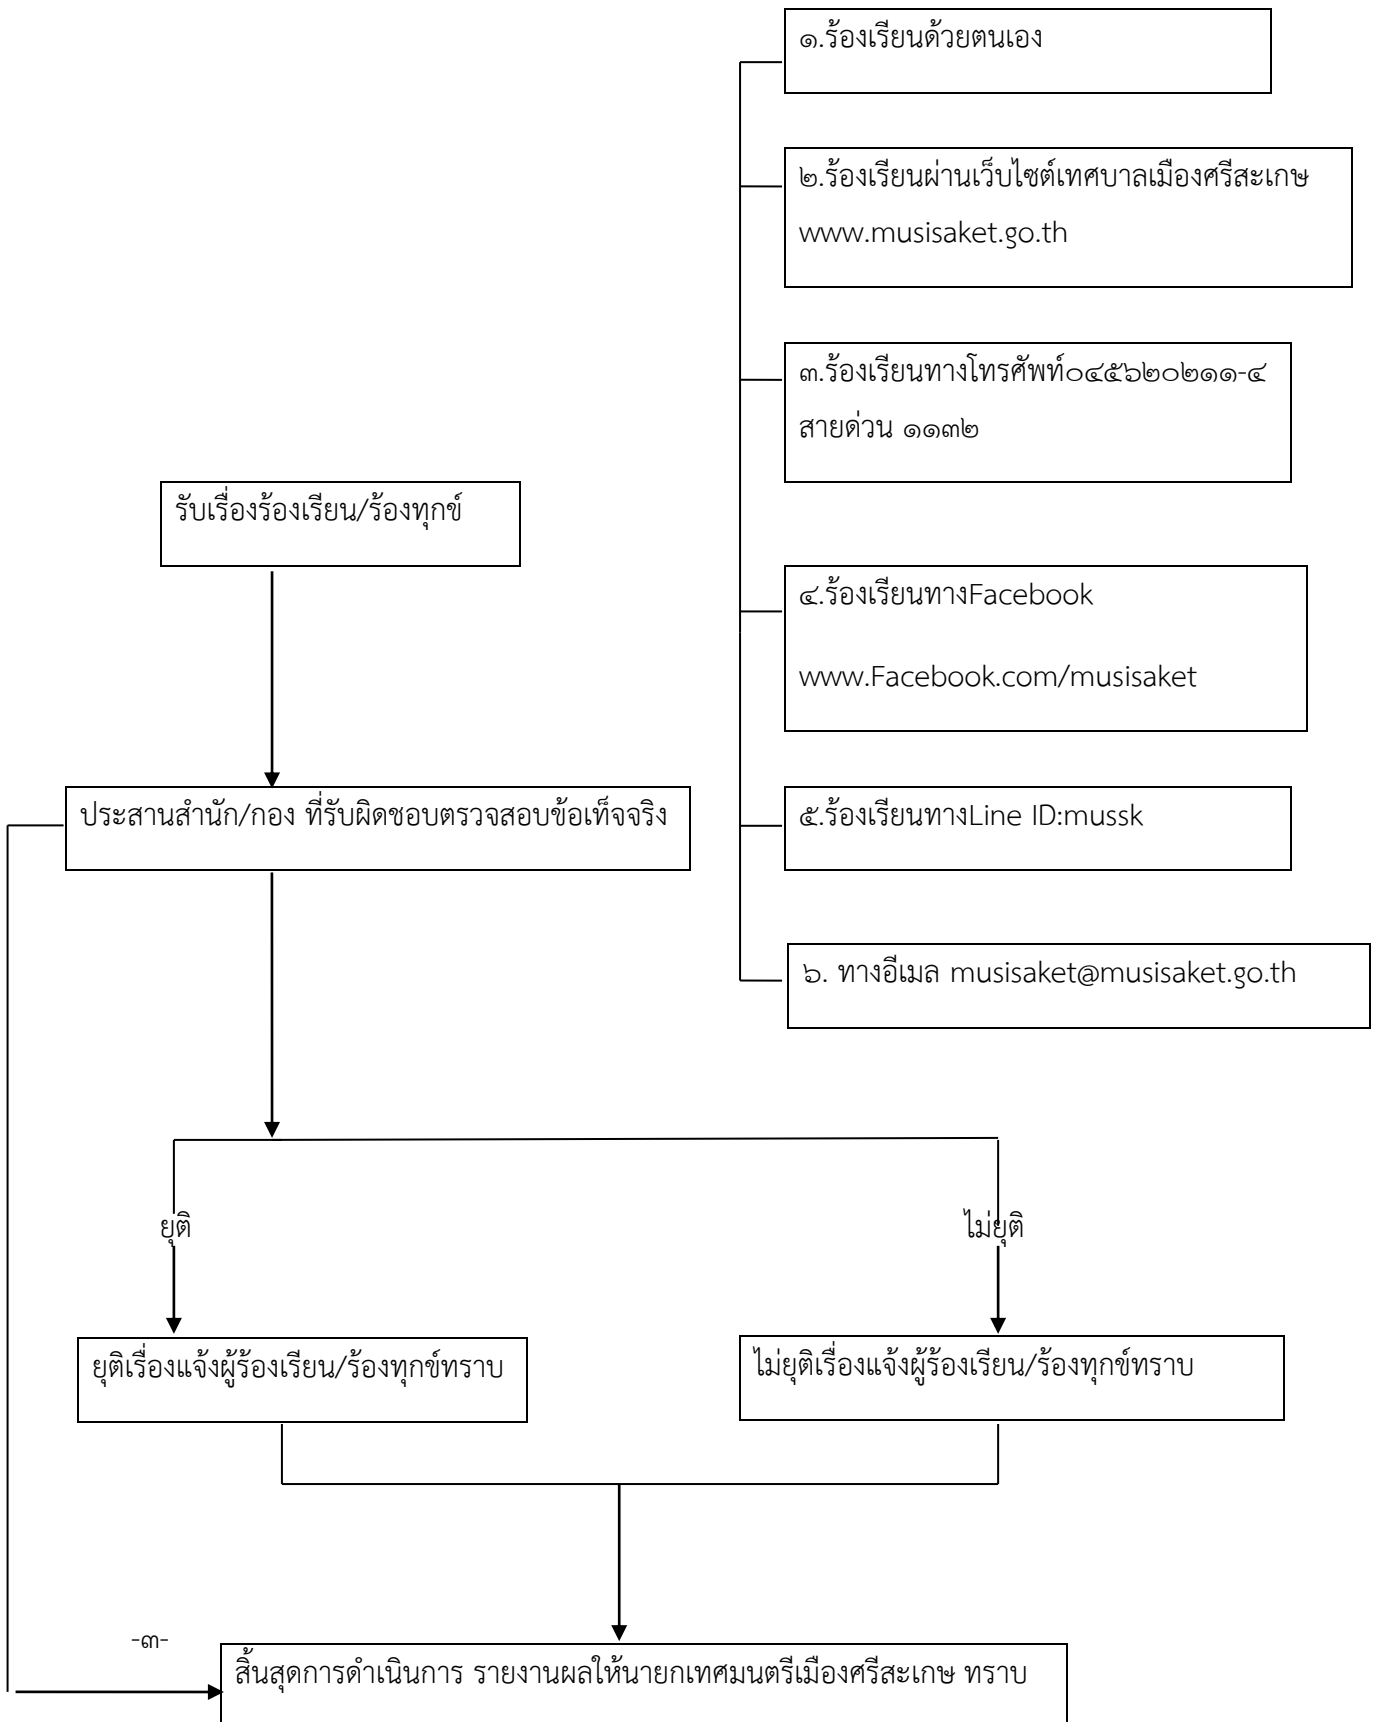 ๑.ร้องเรียนด้วยตนเอง
๒.ร้องเรียนผ่านเว็บไซต์เทศบาลเมืองศรีสะเกษ
www.musisaket.go.th
๓.ร้องเรียนทางโทรศัพท์๐๔๕๖๒๐๒๑๑-๔
สายด่วน ๑๑๓๒
รับเรื่องร้องเรียน/ร้องทุกข์
๔.ร้องเรียนทางFacebook
www.Facebook.com/musisaket
ประสานสำนัก/กอง ที่รับผิดชอบตรวจสอบข้อเท็จจริง
๕.ร้องเรียนทางLine ID:mussk
๖. ทางอีเมล musisaket@musisaket.go.th
ยุติ
ไม่ยุติ
ยุติเรื่องแจ้งผู้ร้องเรียน/ร้องทุกข์ทราบ
ไม่ยุติเรื่องแจ้งผู้ร้องเรียน/ร้องทุกข์ทราบ
-๓-
สิ้นสุดการดำเนินการ รายงานผลให้นายกเทศมนตรีเมืองศรีสะเกษ ทราบ